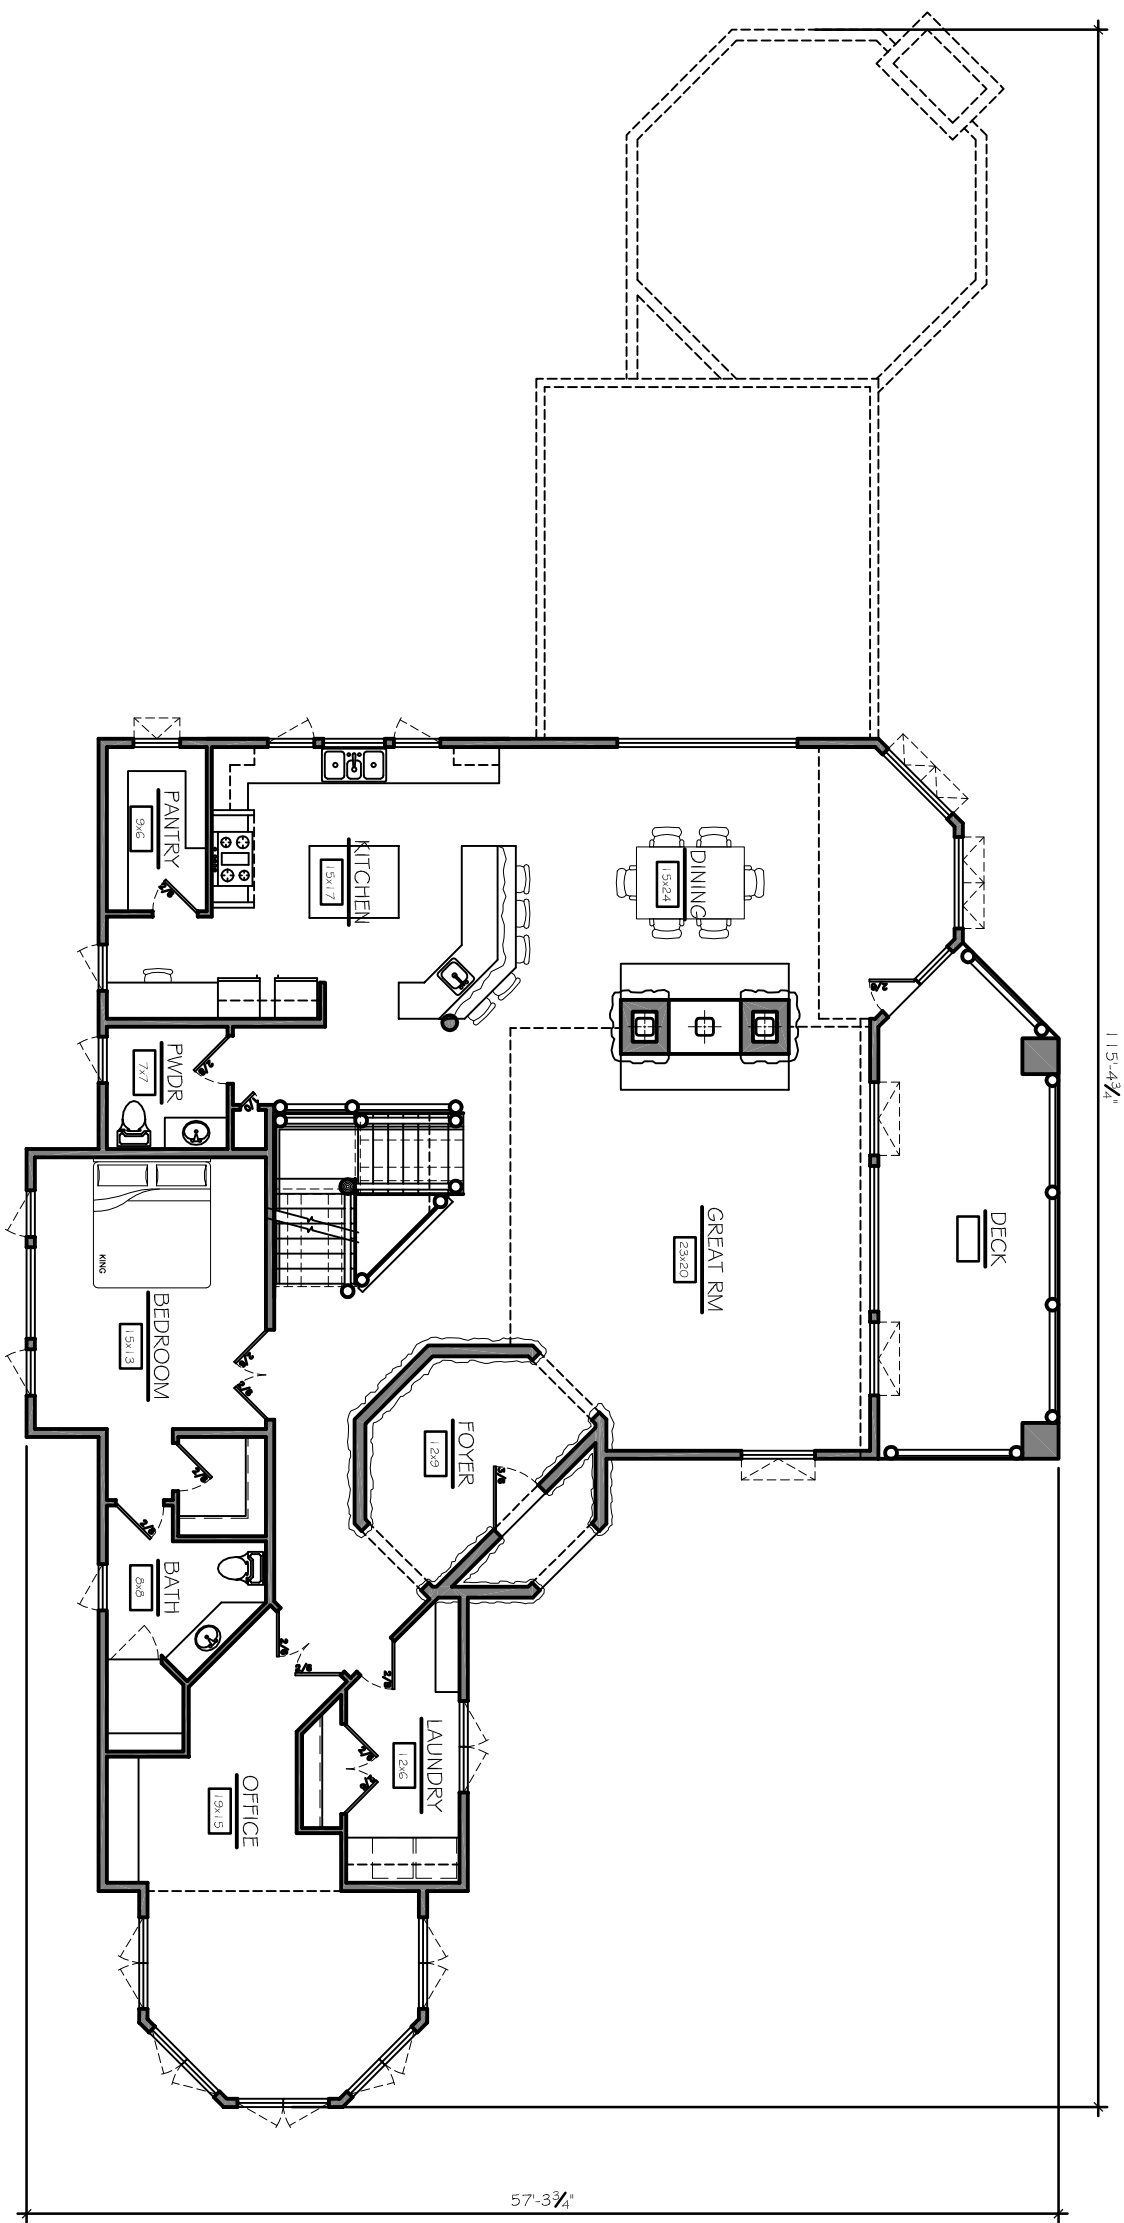 115'-4¾"
DECK
GREAT RM
23x20
DINING
15x24
KITCHEN
15x17
PANTRY
9x6
PWDR
7x7
FOYER
12x9
BEDROOM
15x13
KING
BATH
8x8
LAUNDRY
12x6
OFFICE
19x15
57'-3¾"